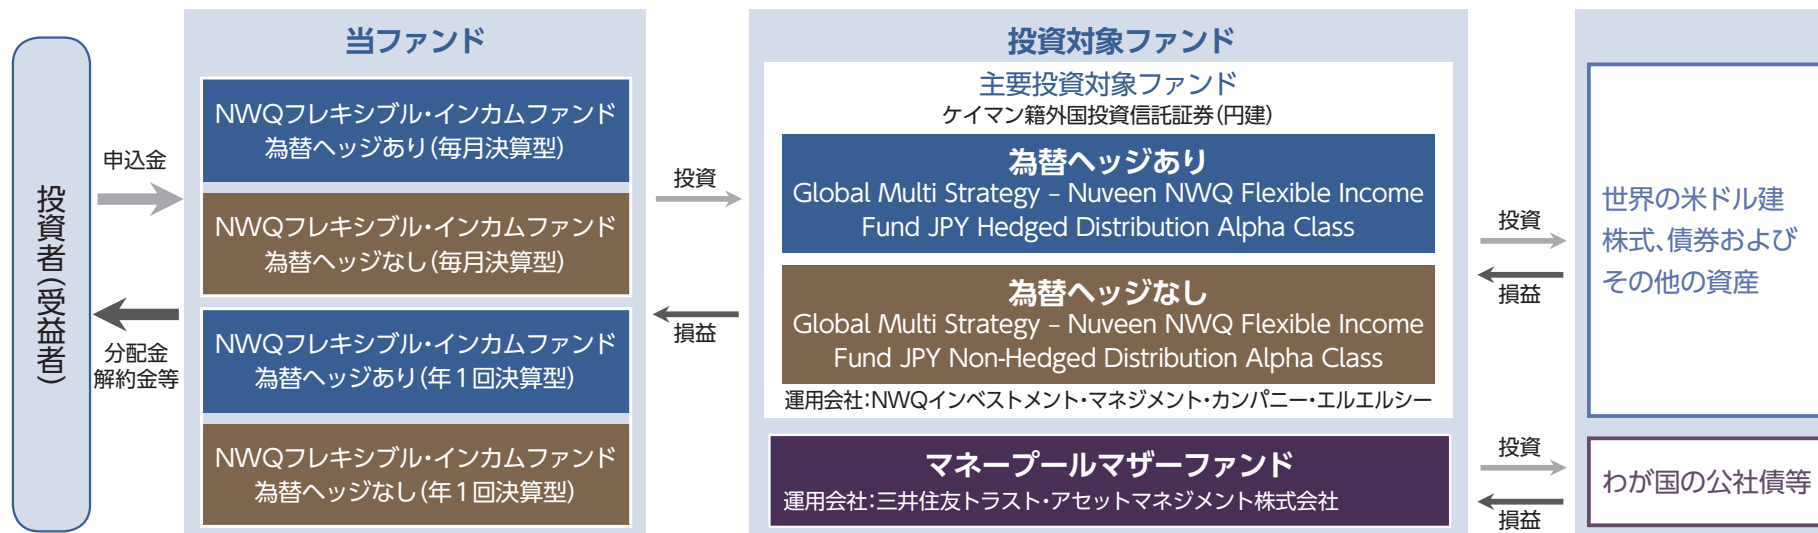 投資者(受益者)
申込金
分配金
解約金等
当ファンド
NWQフレキシブル・インカムファンド
為替ヘッジあり(毎月決算型)
NWQフレキシブル・インカムファンド
為替ヘッジなし(毎月決算型)
NWQフレキシブル・インカムファンド
為替ヘッジあり(年1回決算型)
NWQフレキシブル・インカムファンド
為替ヘッジなし(年1回決算型)
投資
損益
投資対象ファンド
主要投資対象ファンド
ケイマン籍外国投資信託証券(円建)
為替ヘッジあり
Global Multi Strategy – Nuveen NWQ Flexible Income
Fund JPY Hedged Distribution Alpha Class
為替ヘッジなし
Global Multi Strategy – Nuveen NWQ Flexible Income
Fund JPY Non-Hedged Distribution Alpha Class
運用会社:NWQインベストメント・マネジメント・カンパニー・エルエルシー
マネープールマザーファンド
運用会社:三井住友トラスト・アセットマネジメント株式会社
投資
損益
投資
損益
世界の米ドル建
株式、債券および
その他の資産
わが国の公社債等